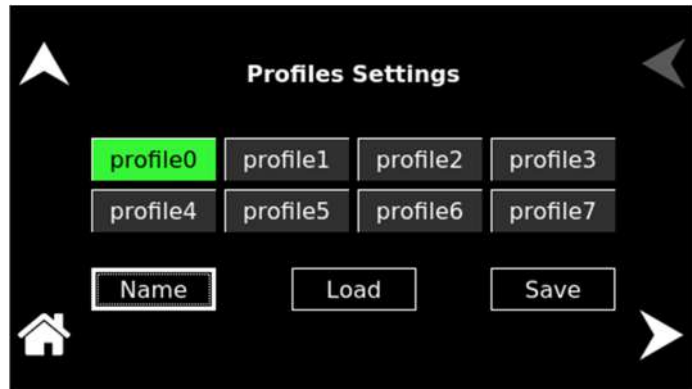 Profiles Settings
profile0 profile1 profile2 profile3
profile4 profile5 profile6 profile7
Name Load Save